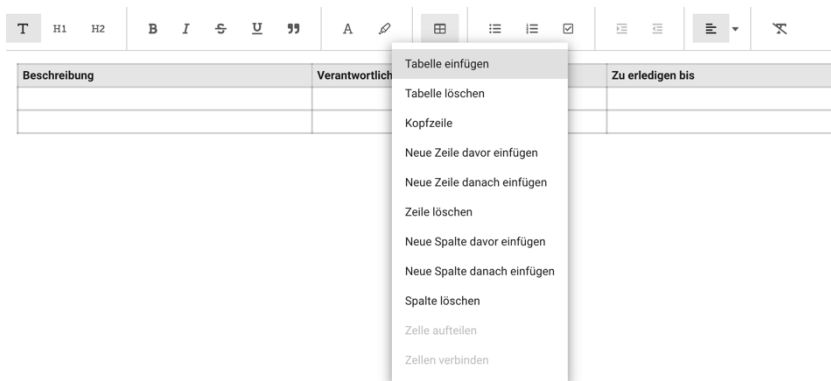 T H1 H2 B I S U A
Beschreibung Verantwortlich Zu erledigen bis
Tabelle einfügen
Tabelle löschen
Kopfzeile
Neue Zeile davor einfügen
Neue Zeile danach einfügen
Zeile löschen
Neue Spalte davor einfügen
Neue Spalte danach einfügen
Spalte löschen
Zelle aufteilen
Zellen verbinden